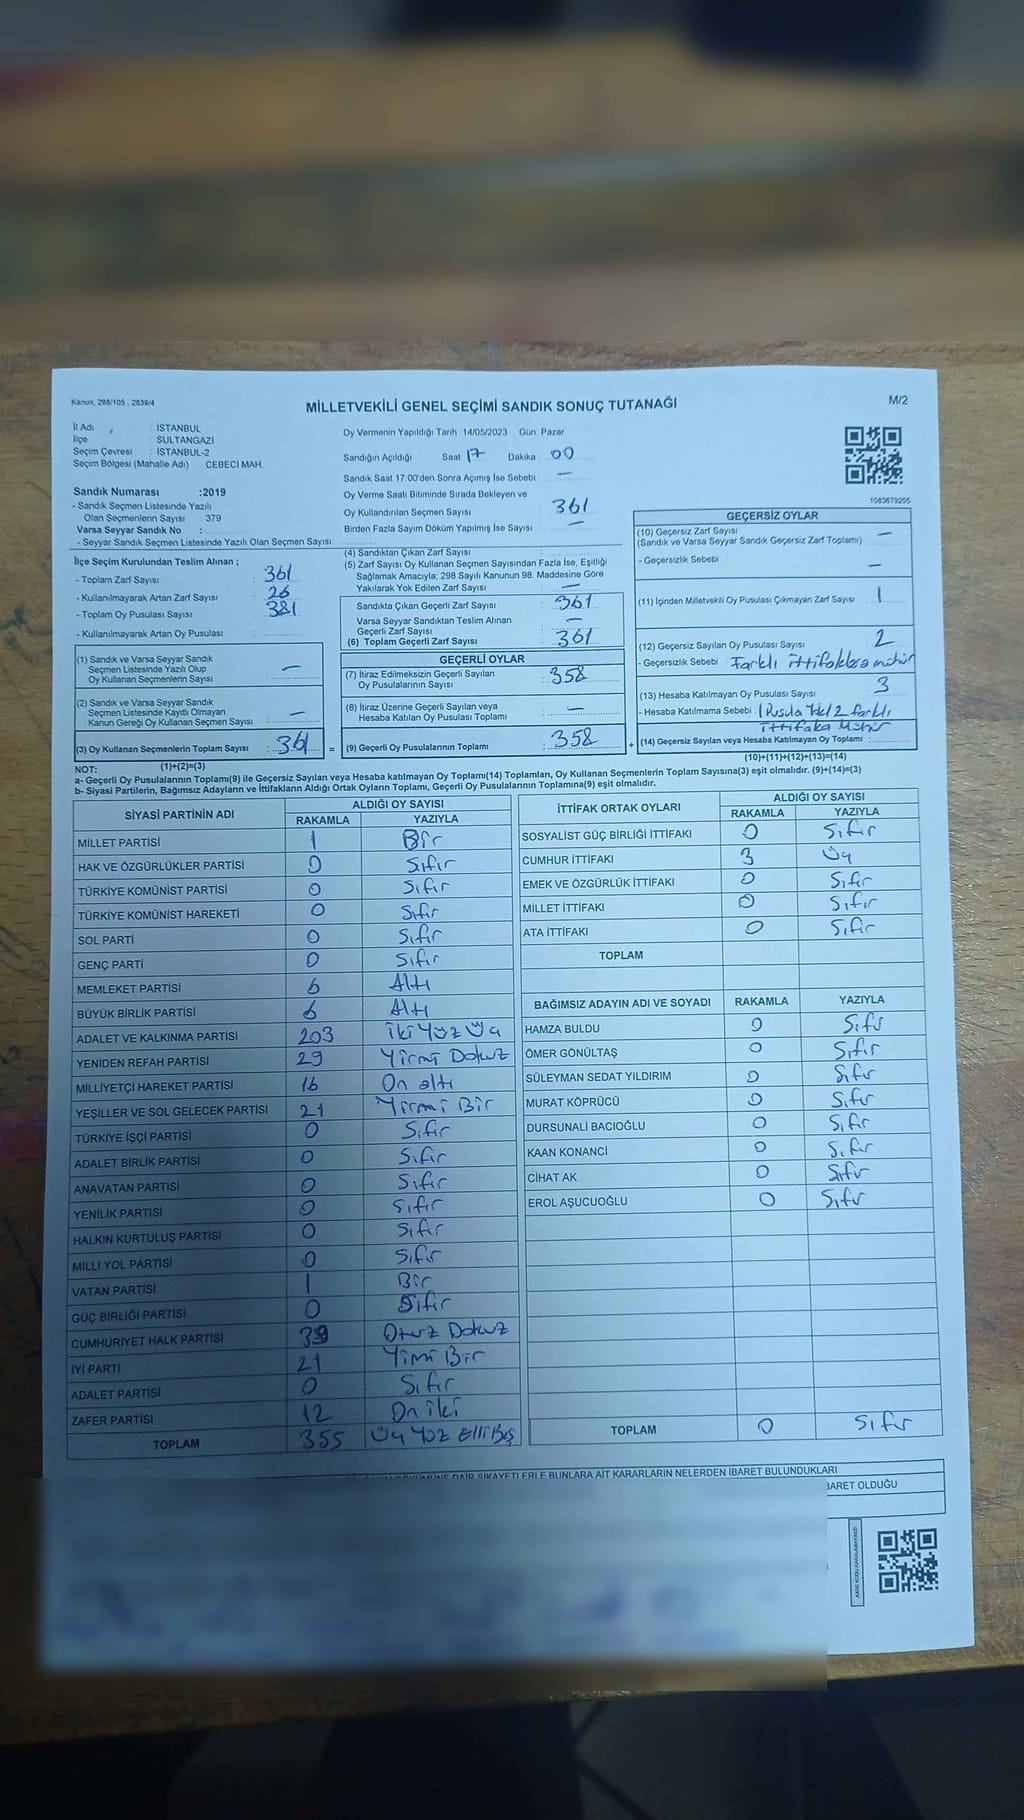 Kanun, 298/105 , 2839/4
MİLLETVEKİLİ GENEL SEÇİMİ SANDIK SONUÇ TUTANAĞI
M/2
İl Adı : İSTANBUL
İlçe : SULTANGAZİ
Seçim Çevresi : İSTANBUL-2
Seçim Bölgesi (Mahalle Adı) : CEBECİ MAH.
Sandık Numarası :2019
- Sandık Seçmen Listesinde Yazılı
Olan Seçmenlerin Sayısı : 379
Varsa Seyyar Sandık No :
- Seyyar Sandık Seçmen Listesinde Yazılı Olan Seçmen Sayısı:
Oy Vermenin Yapıldığı Tarih 14/05/2023 Gün: Pazar
Sandığın Açıldığı Saat 17 Dakika 00
Sandık Saat 17:00'den Sonra Açımış İse Sebebi —
Oy Verme Saati Bitiminde Sırada Bekleyen ve
Oy Kullandırılan Seçmen Sayısı 361
Birden Fazla Sayım Döküm Yapılmış İse Sayısı —
1083679255
İlçe Seçim Kurulundan Teslim Alınan ;
- Toplam Zarf Sayısı : 361
- Kullanılmayarak Artan Zarf Sayısı : 26
- Toplam Oy Pusulası Sayısı : 381
- Kullanılmayarak Artan Oy Pusulası :
(1) Sandık ve Varsa Seyyar Sandık
Seçmen Listesinde Yazılı Olup
Oy Kullanan Seçmenlerin Sayısı : —
(2) Sandık ve Varsa Seyyar Sandık
Seçmen Listesinde Kayıtlı Olmayan
Kanun Gereği Oy Kullanan Seçmen Sayısı : —
(3) Oy Kullanan Seçmenlerin Toplam Sayısı : 361 =
(1)+(2)=(3)
(4) Sandıktan Çıkan Zarf Sayısı
(5) Zarf Sayısı Oy Kullanan Seçmen Sayısından Fazla İse, Eşitliği
Sağlamak Amacıyla; 298 Sayılı Kanunun 98. Maddesine Göre
Yakılarak Yok Edilen Zarf Sayısı : —
Sandıkta Çıkan Geçerli Zarf Sayısı : 361
Varsa Seyyar Sandıktan Teslim Alınan
Geçerli Zarf Sayısı : —
(6) Toplam Geçerli Zarf Sayısı : 361
GEÇERLİ OYLAR
(7) İtiraz Edilmeksizin Geçerli Sayılan
Oy Pusulalarının Sayısı : 358
(8) İtiraz Üzerine Geçerli Sayılan veya
Hesaba Katılan Oy Pusulası Toplamı : —
(9) Geçerli Oy Pusulalarının Toplamı : 358 +
GEÇERSİZ OYLAR
(10) Geçersiz Zarf Sayısı
(Sandık ve Varsa Seyyar Sandık Geçersiz Zarf Toplamı) : —
- Geçersizlik Sebebi : —
(11) İçinden Milletvekili Oy Pusulası Çıkmayan Zarf Sayısı : 1
(12) Geçersiz Sayılan Oy Pusulası Sayısı : 2
- Geçersizlik Sebebi : Farklı ittifaklara mühür
(13) Hesaba Katılmayan Oy Pusulası Sayısı : 3
- Hesaba Katılmama Sebebi : 1 Pusula 2 farklı
ittifaka Mühür
(14) Geçersiz Sayılan veya Hesaba Katılmayan Oy Toplamı :
(10)+(11)+(12)+(13)=(14)
NOT:
a- Geçerli Oy Pusulalarının Toplamı(9) ile Geçersiz Sayılan veya Hesaba katılmayan Oy Toplamı(14) Toplamları, Oy Kullanan Seçmenlerin Toplam Sayısına(3) eşit olmalıdır. (9)+(14)=(3)
b- Siyasi Partilerin, Bağımsız Adayların ve İttifakların Aldığı Ortak Oyların Toplamı, Geçerli Oy Pusulalarının Toplamına(9) eşit olmalıdır.
SİYASİ PARTİNİN ADI ALDIĞI OY SAYISI
RAKAMLA YAZIYLA
MİLLET PARTİSİ 1 Bir
HAK VE ÖZGÜRLÜKLER PARTİSİ 0 Sıfır
TÜRKİYE KOMÜNİST PARTİSİ 0 Sıfır
TÜRKİYE KOMÜNİST HAREKETİ 0 Sıfır
SOL PARTİ 0 Sıfır
GENÇ PARTİ 0 Sıfır
MEMLEKET PARTİSİ 6 Altı
BÜYÜK BİRLİK PARTİSİ 6 Altı
ADALET VE KALKINMA PARTİSİ 203 İki Yüz Üç
YENİDEN REFAH PARTİSİ 29 Yirmi Dokuz
MİLLİYETÇİ HAREKET PARTİSİ 16 On altı
YEŞİLLER VE SOL GELECEK PARTİSİ 21 Yirmi Bir
TÜRKİYE İŞÇİ PARTİSİ 0 Sıfır
ADALET BİRLİK PARTİSİ 0 Sıfır
ANAVATAN PARTİSİ 0 Sıfır
YENİLİK PARTİSİ 0 Sıfır
HALKIN KURTULUŞ PARTİSİ 0 Sıfır
MİLLİ YOL PARTİSİ 0 Sıfır
VATAN PARTİSİ 1 Bir
GÜÇ BİRLİĞİ PARTİSİ 0 Sıfır
CUMHURİYET HALK PARTİSİ 39 Otuz Dokuz
İYİ PARTİ 21 Yimi Bir
ADALET PARTİSİ 0 Sıfır
ZAFER PARTİSİ 12 On iki
TOPLAM 355 Üç Yüz Elli Beş
İTTİFAK ORTAK OYLARI ALDIĞI OY SAYISI
RAKAMLA YAZIYLA
SOSYALİST GÜÇ BİRLİĞİ İTTİFAKI 0 Sıfır
CUMHUR İTTİFAKI 3 Üç
EMEK VE ÖZGÜRLÜK İTTİFAKI 0 Sıfır
MİLLET İTTİFAKI 0 Sıfır
ATA İTTİFAKI 0 Sıfır
TOPLAM
BAĞIMSIZ ADAYIN ADI VE SOYADI RAKAMLA YAZIYLA
HAMZA BULDU 0 Sıfır
ÖMER GÖNÜLTAŞ 0 Sıfır
SÜLEYMAN SEDAT YILDIRIM 0 Sıfır
MURAT KÖPRÜCÜ 0 Sıfır
DURSUNALİ BACIOĞLU 0 Sıfır
KAAN KONANCİ 0 Sıfır
CİHAT AK 0 Sıfır
EROL AŞUCUOĞLU 0 Sıfır
TOPLAM 0 Sıfır
DÖKÜMÜNE DAİR ŞİKAYETLERLE BUNLARA AİT KARARLARIN NELERDEN İBARET BULUNDUKLARI
BARET OLDUĞU
KARE KODU KARALAMAYINIZ!